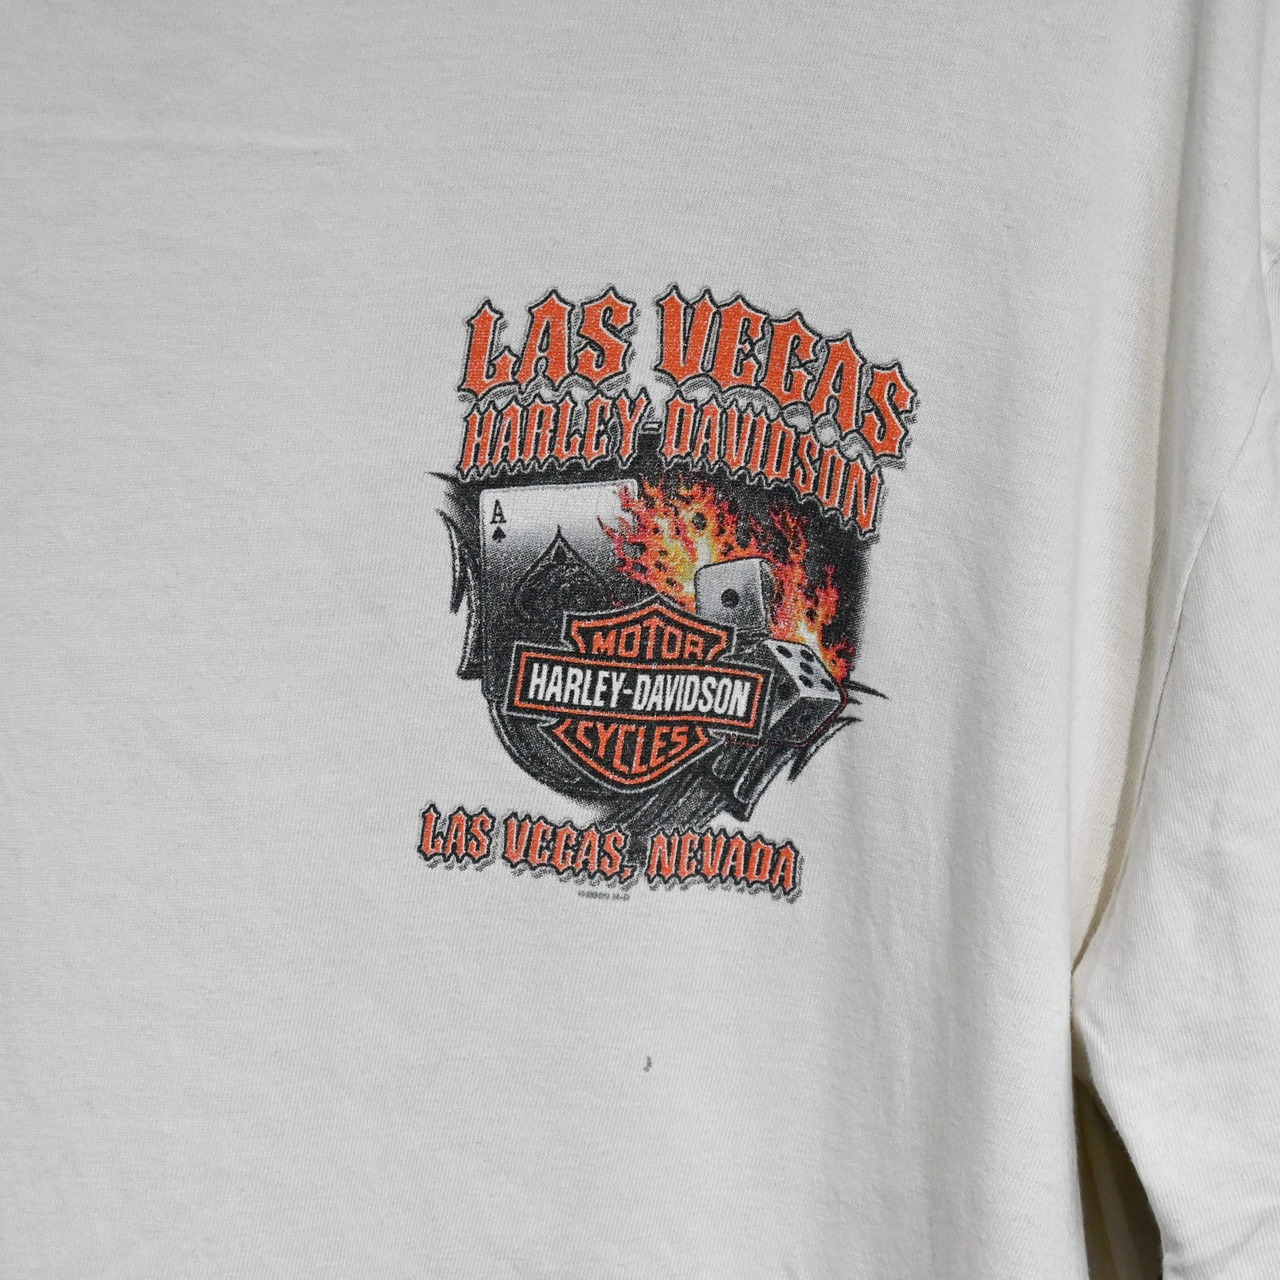 LAS VEGAS
HARLEY-DAVIDSON
A
MOTOR
HARLEY-DAVIDSON
CYCLES
LAS VEGAS, NEVADA
H-D